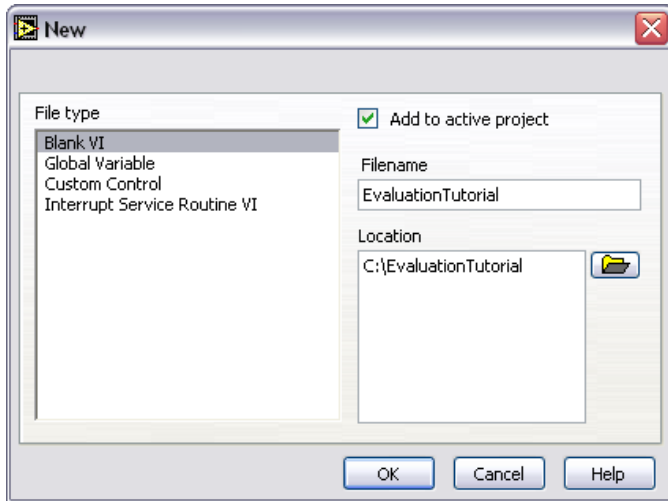 New
File type
Blank VI
Global Variable
Custom Control
Interrupt Service Routine VI
Add to active project
Filename
EvaluationTutorial
Location
C:\EvaluationTutorial
OK
Cancel
Help